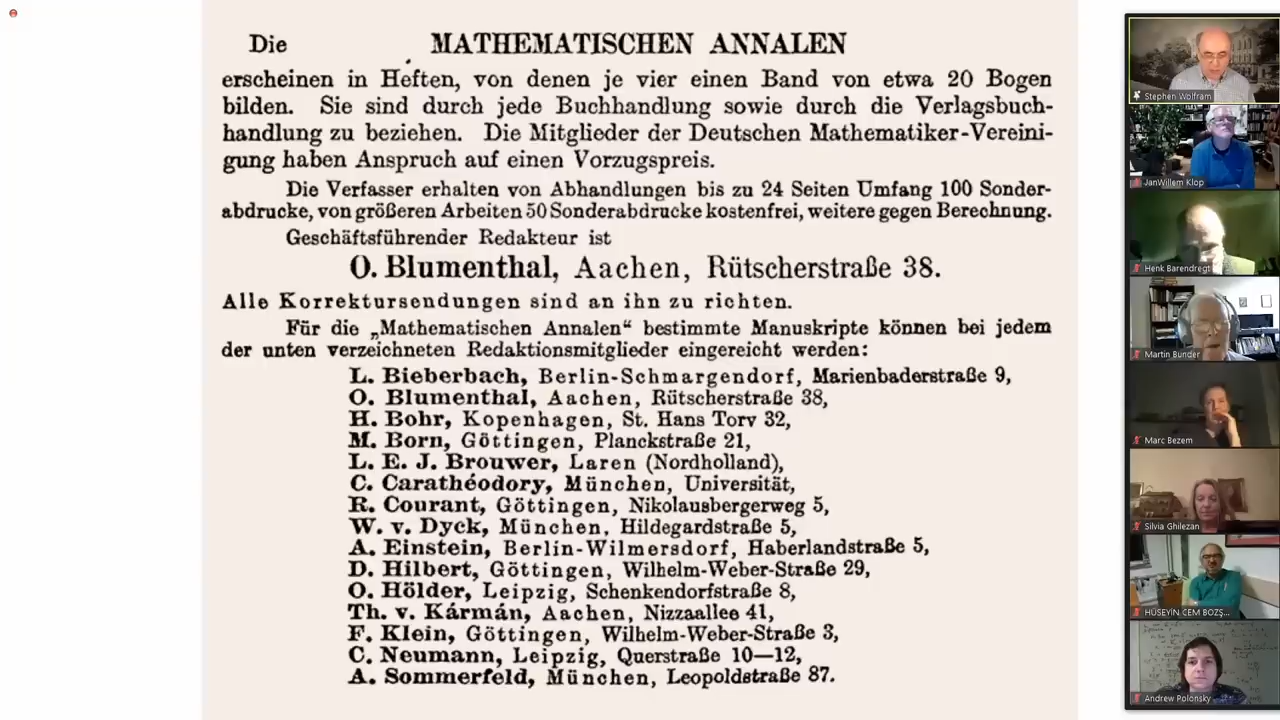 Die MATHEMATISCHEN ANNALEN
erscheinen in Heften, von denen je vier einen Band von etwa 20 Bogen
bilden. Sie sind durch jede Buchhandlung sowie durch die Verlagsbuch-
handlung zu beziehen. Die Mitglieder der Deutschen Mathematiker-Vereini-
gung haben Anspruch auf einen Vorzugspreis.
Die Verfasser erhalten von Abhandlungen bis zu 24 Seiten Umfang 100 Sonder-
abdrucke, von größeren Arbeiten 50 Sonderabdrucke kostenfrei, weitere gegen Berechnung.
Geschäftsführender Redakteur ist
O. Blumenthal, Aachen, Rütscherstraße 38.
Alle Korrektursendungen sind an ihn zu richten.
Für die „Mathematischen Annalen“ bestimmte Manuskripte können bei jedem
der unten verzeichneten Redaktionsmitglieder eingereicht werden:
L. Bieberbach, Berlin-Schmargendorf, Marienbaderstraße 9,
O. Blumenthal, Aachen, Rütscherstraße 38,
H. Bohr, Kopenhagen, St. Hans Torv 32,
M. Born, Göttingen, Planckstraße 21,
L. E. J. Brouwer, Laren (Nordholland),
C. Carathéodory, München, Universität,
R. Courant, Göttingen, Nikolausbergerweg 5,
W. v. Dyck, München, Hildegardstraße 5,
A. Einstein, Berlin-Wilmersdorf, Haberlandstraße 5,
D. Hilbert, Göttingen, Wilhelm-Weber-Straße 29,
O. Hölder, Leipzig, Schenkendorfstraße 8,
Th. v. Kármán, Aachen, Nizzaallee 41,
F. Klein, Göttingen, Wilhelm-Weber-Straße 3,
C. Neumann, Leipzig, Querstraße 10—12,
A. Sommerfeld, München, Leopoldstraße 87.
Stephen Wolfram
JanWillem Klop
Henk Barendregt
Martin Bunder
Marc Bezem
Silvia Ghilezan
HÜSEYİN CEM BOZŞ...
Andrew Polonsky